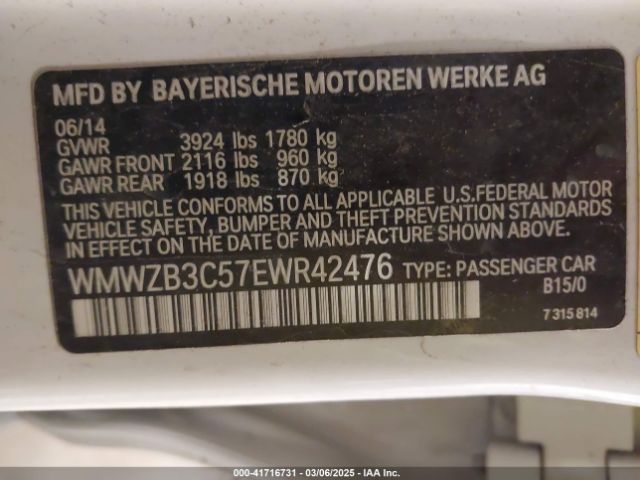 MFD BY BAYERISCHE MOTOREN WERKE AG
06/14
GVWR 3924 lbs 1780 kg
GAWR FRONT 2116 lbs 960 kg
GAWR REAR 1918 lbs 870 kg
THIS VEHICLE CONFORMS TO ALL APPLICABLE U.S.FEDERAL MOTOR
VEHICLE SAFETY, BUMPER AND THEFT PREVENTION STANDARDS
IN EFFECT ON THE DATE OF MANUFACTURE SHOWN ABOVE.
WMWZB3C57EWR42476 TYPE: PASSENGER CAR
B15/0
7 315 814
000-41716731 - 03/06/2025 - IAA Inc.